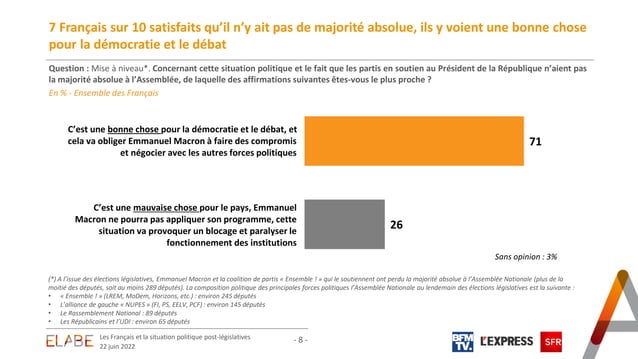 7 Français sur 10 satisfaits qu’il n’y ait pas de majorité absolue, ils y voient une bonne chose
pour la démocratie et le débat
Question : Mise à niveau*. Concernant cette situation politique et le fait que les partis en soutien au Président de la République n’aient pas
la majorité absolue à l’Assemblée, de laquelle des affirmations suivantes êtes-vous le plus proche ?
En % - Ensemble des Français
C’est une bonne chose pour la démocratie et le débat, et
cela va obliger Emmanuel Macron à faire des compromis
et négocier avec les autres forces politiques
71
C’est une mauvaise chose pour le pays, Emmanuel
Macron ne pourra pas appliquer son programme, cette
situation va provoquer un blocage et paralyser le
fonctionnement des institutions
26
Sans opinion : 3%
(*) A l’issue des élections législatives, Emmanuel Macron et la coalition de partis « Ensemble ! » qui le soutiennent ont perdu la majorité absolue à l’Assemblée Nationale (plus de la
moitié des députés, soit au moins 289 députés). La composition politique des principales forces politiques l’Assemblée Nationale au lendemain des élections législatives est la suivante :
• « Ensemble ! » (LREM, MoDem, Horizons, etc.) : environ 245 députés
• L’alliance de gauche « NUPES » (FI, PS, EELV, PCF) : environ 145 députés
• Le Rassemblement National : 89 députés
• Les Républicains et l’UDI : environ 65 députés
ELABE
Les Français et la situation politique post-législatives
22 juin 2022
- 8 -
BFM
TV.
L'EXPRESS
SFR